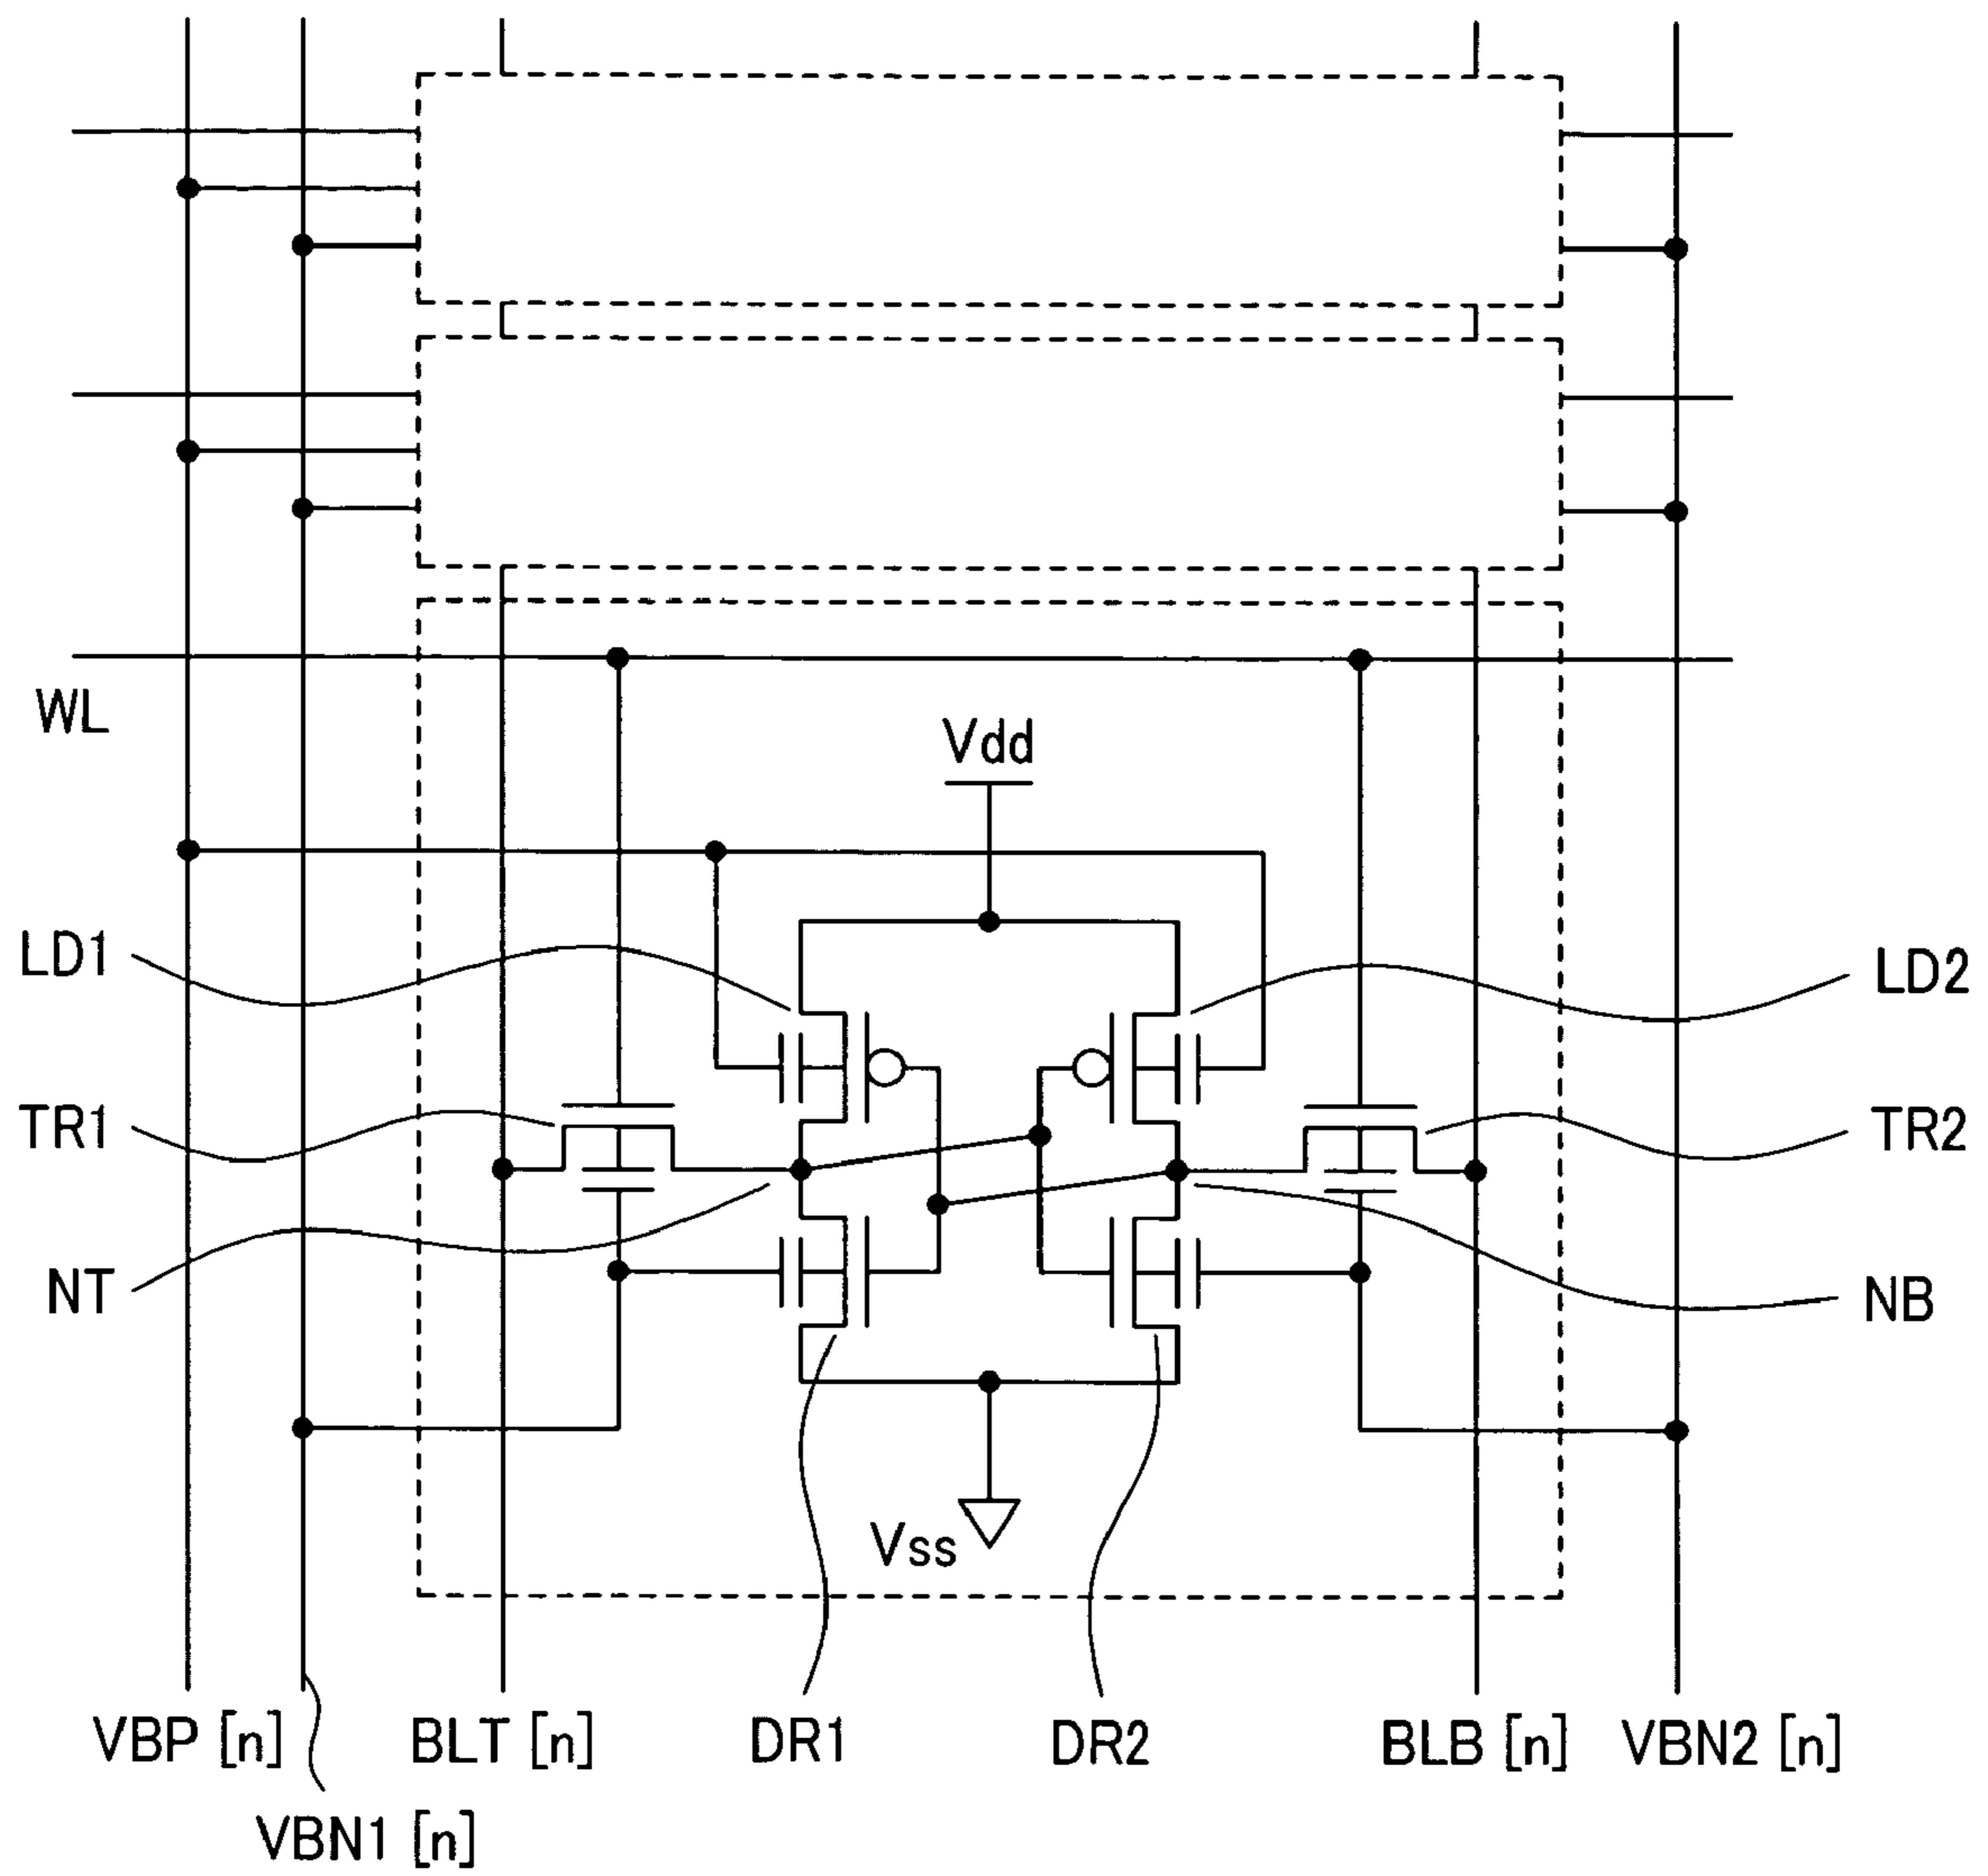 WL
Vdd
LD1
LD2
TR1
TR2
NT
NB
Vss
VBP [n]
BLT [n]
DR1
DR2
BLB [n]
VBN2 [n]
VBN1 [n]